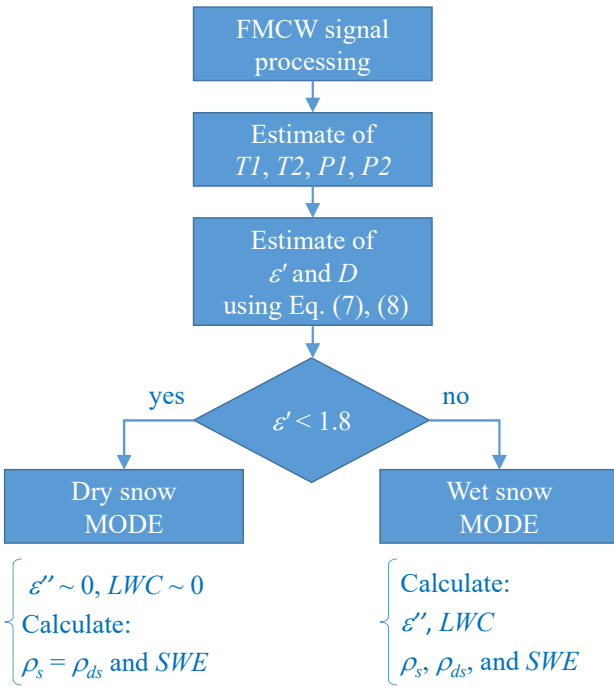 FMCW signal
processing
Estimate of
T1, T2, P1, P2
Estimate of
ε′ and D
using Eq. (7), (8)
yes
no
ε′ < 1.8
Dry snow
MODE
Wet snow
MODE
ε′′ ~ 0, LWC ~ 0
Calculate:
ρs = ρds and SWE
Calculate:
ε′′, LWC
ρs, ρds, and SWE